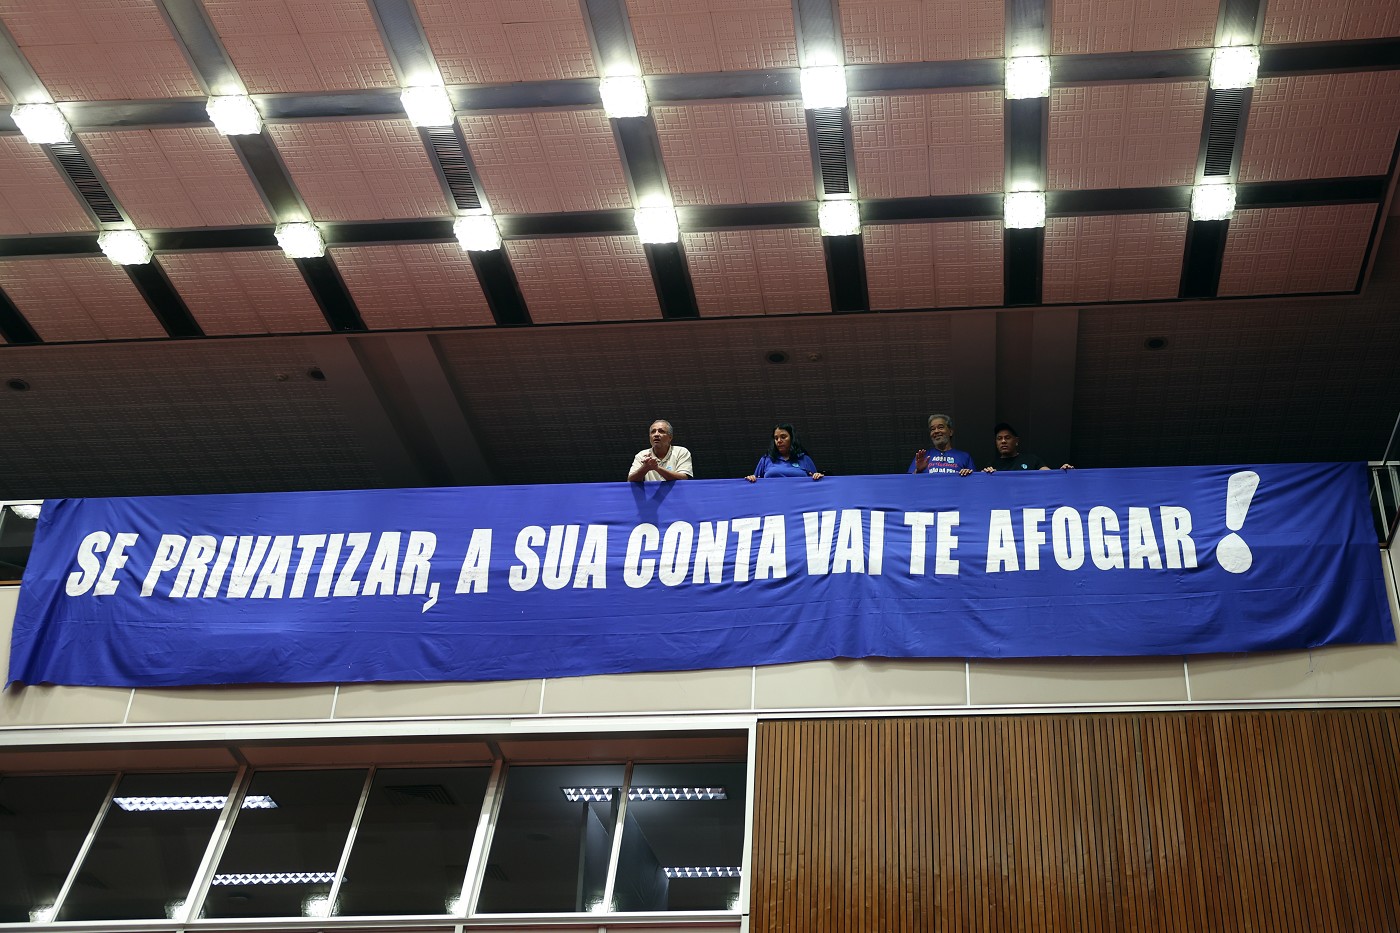 SE PRIVATIZAR, A SUA CONTA VAI TE AFOGAR!